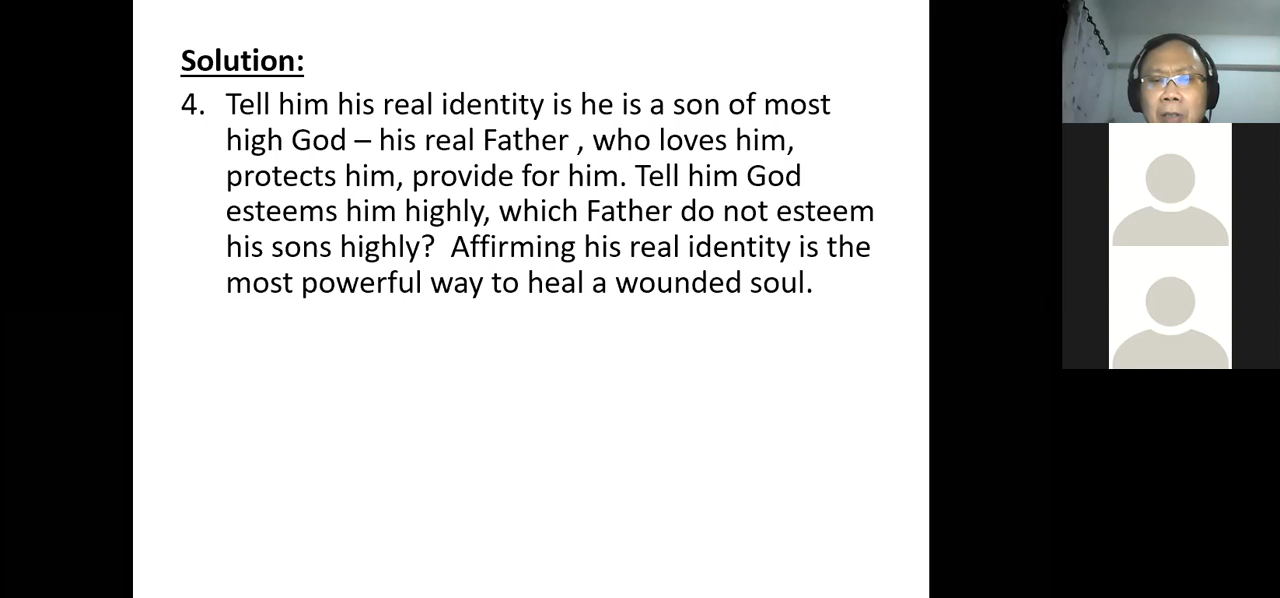 Solution:
4. Tell him his real identity is he is a son of most
high God – his real Father , who loves him,
protects him, provide for him. Tell him God
esteems him highly, which Father do not esteem
his sons highly?  Affirming his real identity is the
most powerful way to heal a wounded soul.